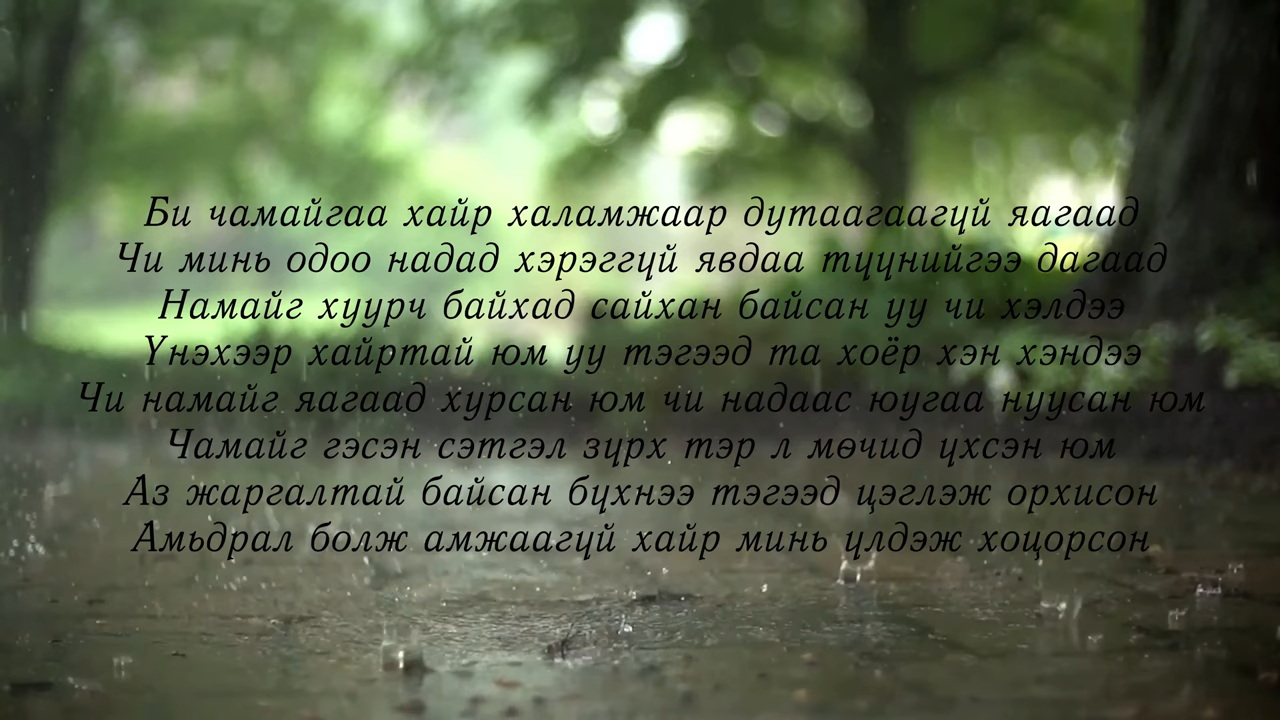 Би чамайгаа хайр халамжаар дутаагаагүй яагаад
Чи минь одоо надад хэрэггүй явдаа түүнийгээ дагаад
Намайг хуурч байхад сайхан байсан уу чи хэлдээ
Үнэхээр хайртай юм уу тэгээд та хоёр хэн хэндээ
Чи намайг яагаад хурсан юм чи надаас югаа нуусан юм
Чамайг гэсэн сэтгэл зүрх тэр л мөчид үхсэн юм
Аз жаргалтай байсан бүхнээ тэгээд цэглэж орхисон
Амьдрал болж амжаагүй хайр минь үлдэж хоцорсон